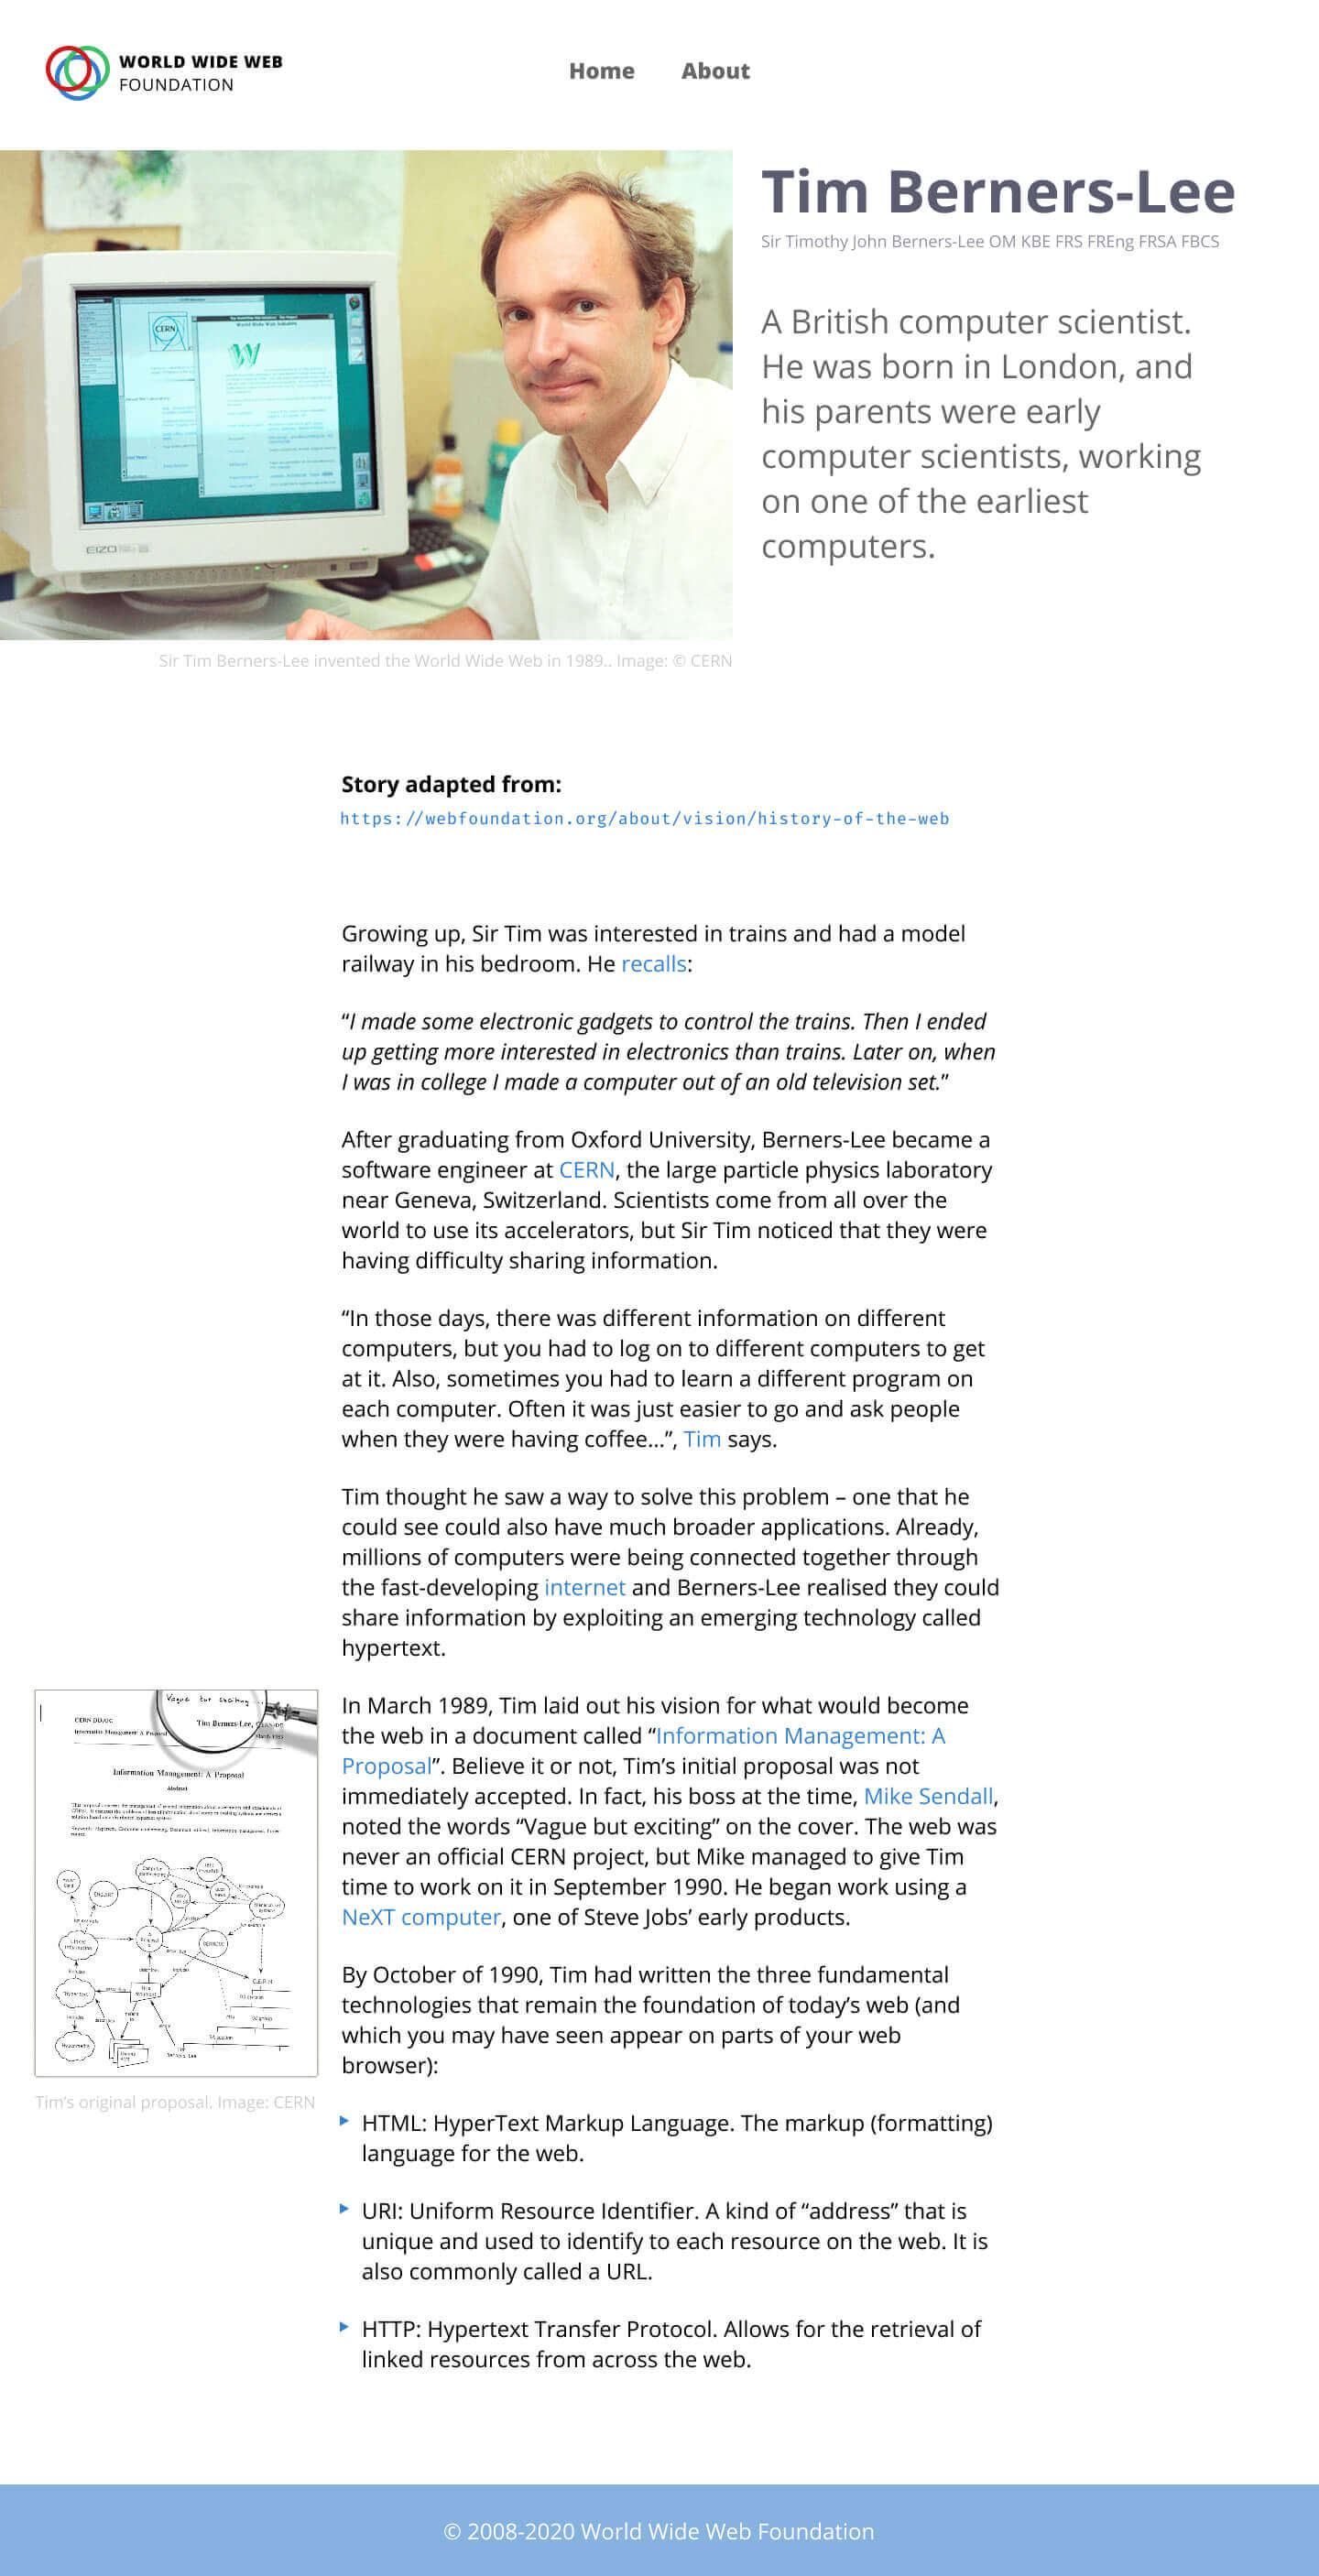 WORLD WIDE WEB
FOUNDATION
Home About
CERN
World Wide Web
W
EIZO
Tim Berners-Lee
Sir Timothy John Berners-Lee OM KBE FRS FREng FRSA FBCS
A British computer scientist.
He was born in London, and
his parents were early
computer scientists, working
on one of the earliest
computers.
Sir Tim Berners-Lee invented the World Wide Web in 1989.. Image: © CERN
Story adapted from:
https://webfoundation.org/about/vision/history-of-the-web
Growing up, Sir Tim was interested in trains and had a model
railway in his bedroom. He recalls:
“I made some electronic gadgets to control the trains. Then I ended
up getting more interested in electronics than trains. Later on, when
I was in college I made a computer out of an old television set.”
After graduating from Oxford University, Berners-Lee became a
software engineer at CERN, the large particle physics laboratory
near Geneva, Switzerland. Scientists come from all over the
world to use its accelerators, but Sir Tim noticed that they were
having difficulty sharing information.
“In those days, there was different information on different
computers, but you had to log on to different computers to get
at it. Also, sometimes you had to learn a different program on
each computer. Often it was just easier to go and ask people
when they were having coffee…”, Tim says.
Tim thought he saw a way to solve this problem – one that he
could see could also have much broader applications. Already,
millions of computers were being connected together through
the fast-developing internet and Berners-Lee realised they could
share information by exploiting an emerging technology called
hypertext.
Vague but exciting ...
CERN DD/OC
Tim Berners-Lee,
Information Management: A Proposal
Information Management: A Proposal
Abstract
Tim’s original proposal. Image: CERN
In March 1989, Tim laid out his vision for what would become
the web in a document called “Information Management: A
Proposal”. Believe it or not, Tim’s initial proposal was not
immediately accepted. In fact, his boss at the time, Mike Sendall,
noted the words “Vague but exciting” on the cover. The web was
never an official CERN project, but Mike managed to give Tim
time to work on it in September 1990. He began work using a
NeXT computer, one of Steve Jobs’ early products.
By October of 1990, Tim had written the three fundamental
technologies that remain the foundation of today’s web (and
which you may have seen appear on parts of your web
browser):
HTML: HyperText Markup Language. The markup (formatting)
language for the web.
URI: Uniform Resource Identifier. A kind of “address” that is
unique and used to identify to each resource on the web. It is
also commonly called a URL.
HTTP: Hypertext Transfer Protocol. Allows for the retrieval of
linked resources from across the web.
© 2008-2020 World Wide Web Foundation